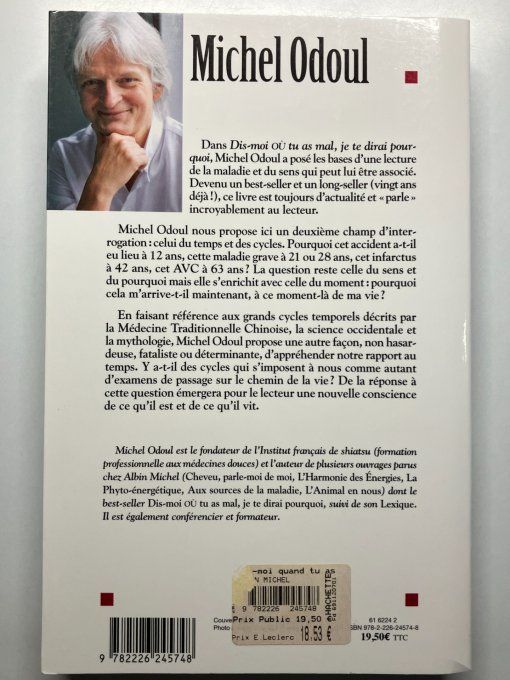 Michel Odoul
Dans Dis-moi OÙ tu as mal, je te dirai pour-
quoi, Michel Odoul a posé les bases d'une lecture
de la maladie et du sens qui peut lui être associé.
Devenu un best-seller et un long-seller (vingt ans
déjà !), ce livre est toujours d'actualité et « parle »
incroyablement au lecteur.
Michel Odoul nous propose ici un deuxième champ d'inter-
rogation : celui du temps et des cycles. Pourquoi cet accident a-t-il
eu lieu à 12 ans, cette maladie grave à 21 ou 28 ans, cet infarctus
à 42 ans, cet AVC à 63 ans ? La question reste celle du sens et
du pourquoi mais elle s'enrichit avec celle du moment : pourquoi
cela m'arrive-t-il maintenant, à ce moment-là de ma vie ?
En faisant référence aux grands cycles temporels décrits par
la Médecine Traditionnelle Chinoise, la science occidentale et
la mythologie, Michel Odoul propose une autre façon, non hasar-
deuse, fataliste ou déterminante, d'appréhender notre rapport au
temps. Y a-t-il des cycles qui s'imposent à nous comme autant
d'examens de passage sur le chemin de la vie ? De la réponse à
cette question émergera pour le lecteur une nouvelle conscience
de ce qu'il est et de ce qu'il vit.
Michel Odoul est le fondateur de l'Institut français de shiatsu (formation
professionnelle aux médecines douces) et l'auteur de plusieurs ouvrages parus
chez Albin Michel (Cheveu, parle-moi de moi, L'Harmonie des Énergies, La
Phyto-énergétique, Aux sources de la maladie, L'Animal en nous) dont le
best-seller Dis-moi OÙ tu as mal, je te dirai pourquoi, suivi de son Lexique.
Il est également conférencier et formateur.
-moi quand tu as
N MICHEL
HACHETTE
9 782226 245748
Prix Public 19,50 €
Prix E.Leclerc 18,53 €
Couve
Photo
61 6224 2
ISBN 978-2-226-24574-8
19,50€ TTC
9 782226 245748